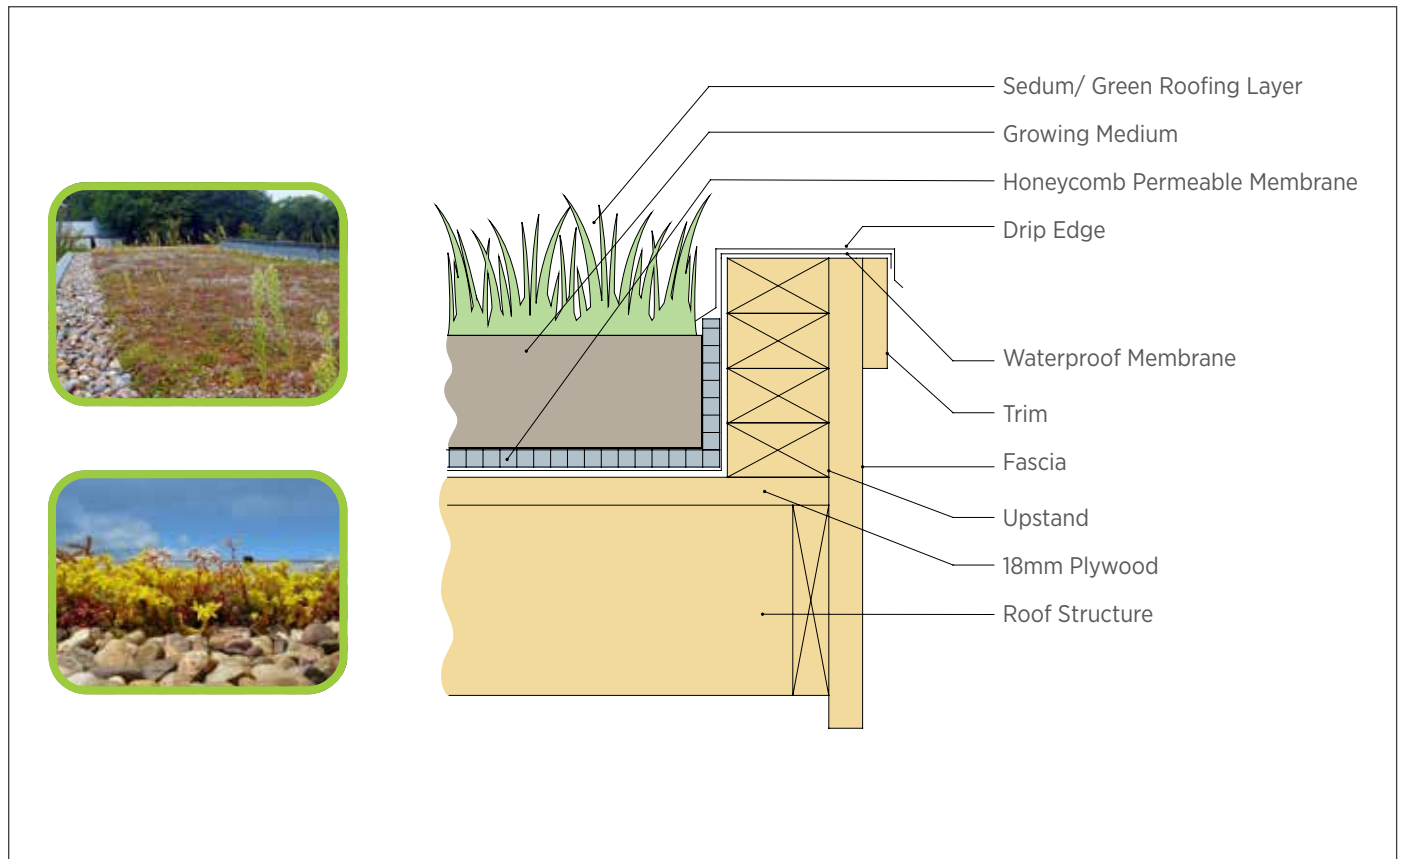 Sedum/ Green Roofing Layer
Growing Medium
Honeycomb Permeable Membrane
Drip Edge
Waterproof Membrane
Trim
Fascia
Upstand
18mm Plywood
Roof Structure